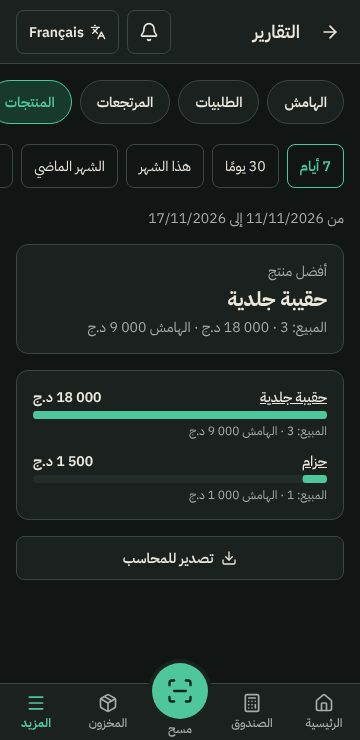 التقارير
Français
الهامش
الطلبيات
المرتجعات
المنتجات
7 أيام
30 يومًا
هذا الشهر
الشهر الماضي
من 11/11/2026 إلى 17/11/2026
أفضل منتج
حقيبة جلدية
المبيع: 3 · 18 000 د.ج · الهامش 9 000 د.ج
حقيبة جلدية 18 000 د.ج
المبيع: 3 · الهامش 9 000 د.ج
حزام 1 500 د.ج
المبيع: 1 · الهامش 1 000 د.ج
تصدير للمحاسب
الرئيسية
الصندوق
مسح
المخزون
المزيد